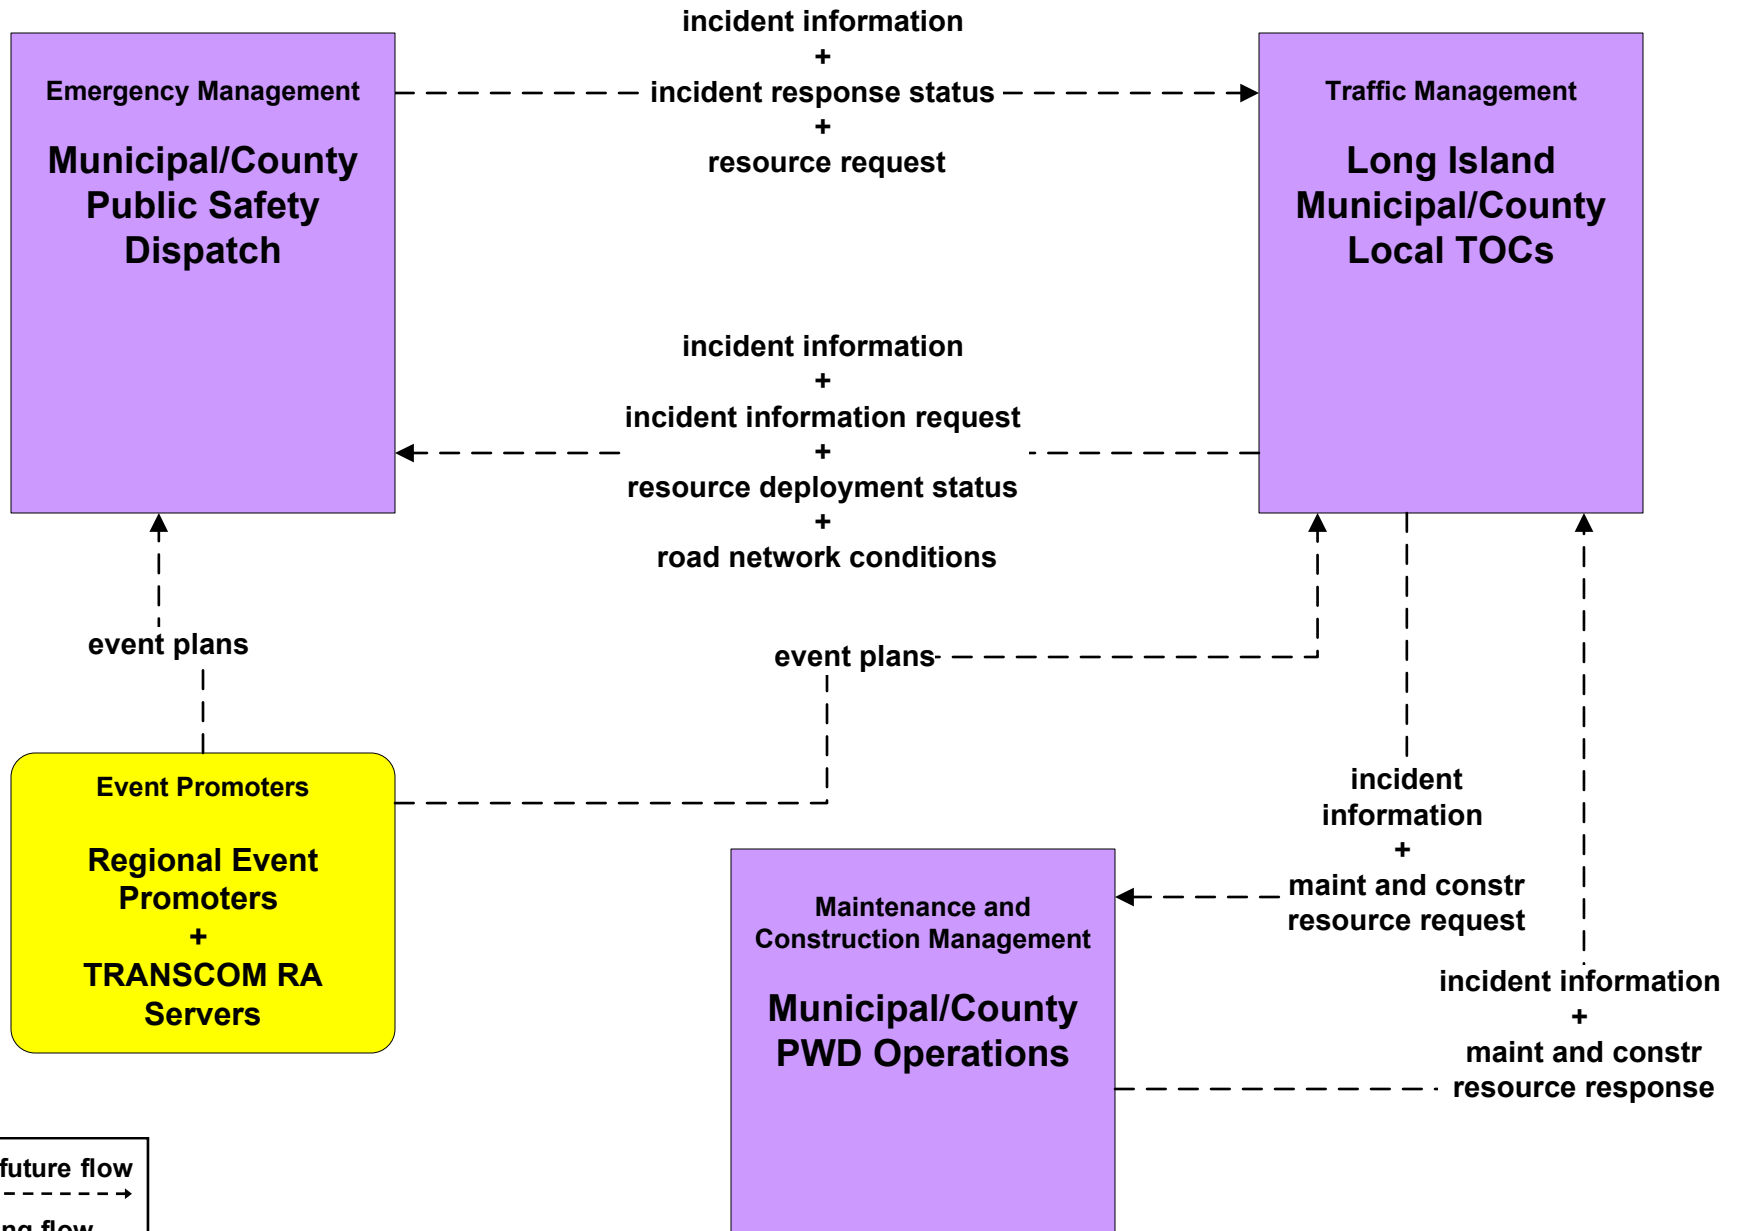 incident information
+
incident response status
+
resource request
Emergency Management
Municipal/County
Public Safety
Dispatch
Traffic Management
Long Island
Municipal/County
Local TOCs
incident information
+
incident information request
+
resource deployment status
+
road network conditions
event plans
event plans
Event Promoters
Regional Event
Promoters
+
TRANSCOM RA
Servers
incident
information
+
maint and constr
resource request
Maintenance and
Construction Management
Municipal/County
PWD Operations
incident information
+
maint and constr
resource response
future flow
flow